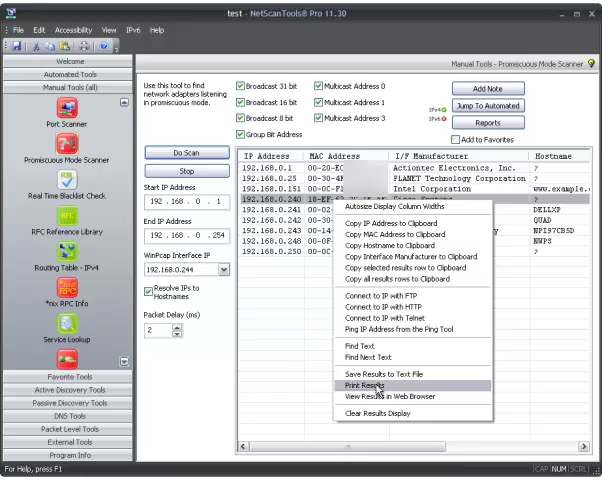 test - NetScanTools® Pro 11.30
File Edit Accessibility View IPv6 Help
Welcome
Automated Tools
Manual Tools (all)
Port Scanner
Promiscuous Mode Scanner
Real Time Blacklist Check
RFC Reference Library
Routing Table - IPv4
*nix RPC Info
Service Lookup
Favorite Tools
Active Discovery Tools
Passive Discovery Tools
DNS Tools
Packet Level Tools
External Tools
Program Info
Manual Tools - Promiscuous Mode Scanner
Use this tool to find
network adapters listening
in promiscuous mode.
Broadcast 31 bit
Multicast Address 0
Broadcast 16 bit
Multicast Address 1
Broadcast 8 bit
Multicast Address 3
Group Bit Address
IPv4
IPv6
Add Note
Jump To Automated
Reports
Add to Favorites
Do Scan
Stop
Start IP Address
192 . 168 . 0 . 1
End IP Address
192 . 168 . 0 .254
WinPcap Interface IP
192.168.0.244
Resolve IPs to
Hostnames
Packet Delay (ms)
2
IP Address MAC Address I/F Manufacturer Hostname
192.168.0.1 00-20-E0 Actiontec Electronics, Inc. ?
192.168.0.25 00-30-4F PLANET Technology Corporation ?
192.168.0.151 00-0C-F1 Intel Corporation www.example.
192.168.0.240
192.168.0.241 00-02- DELLXP
192.168.0.242 00-30- QUAD
192.168.0.243 00-14- y NPI97CB5D
192.168.0.248 00-0F- NWPS
192.168.0.250 00-0C- ?
Autosize Display Column Widths
Copy IP Address to Clipboard
Copy MAC Address to Clipboard
Copy Hostname to Clipboard
Copy Interface Manufacturer to Clipboard
Copy selected results row to Clipboard
Copy all results rows to Clipboard
Connect to IP with FTP
Connect to IP with HTTP
Connect to IP with Telnet
Ping IP Address from the Ping Tool
Find Text
Find Next Text
Save Results to Text File
Print Results
View Results in Web Browser
Clear Results Display
For Help, press F1
CAP NUM SCRL